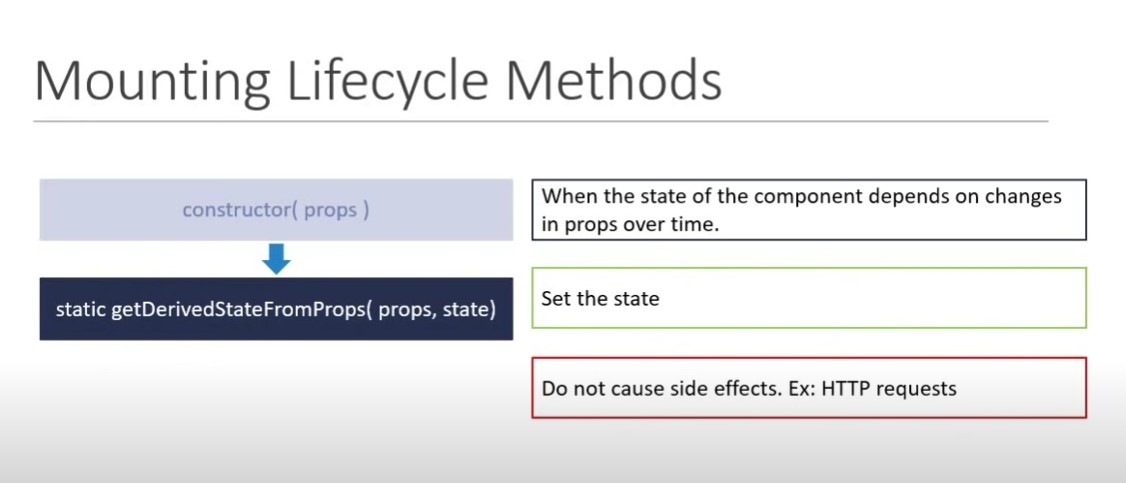 Mounting Lifecycle Methods
constructor( props )
When the state of the component depends on changes
in props over time.
static getDerivedStateFromProps( props, state)
Set the state
Do not cause side effects. Ex: HTTP requests